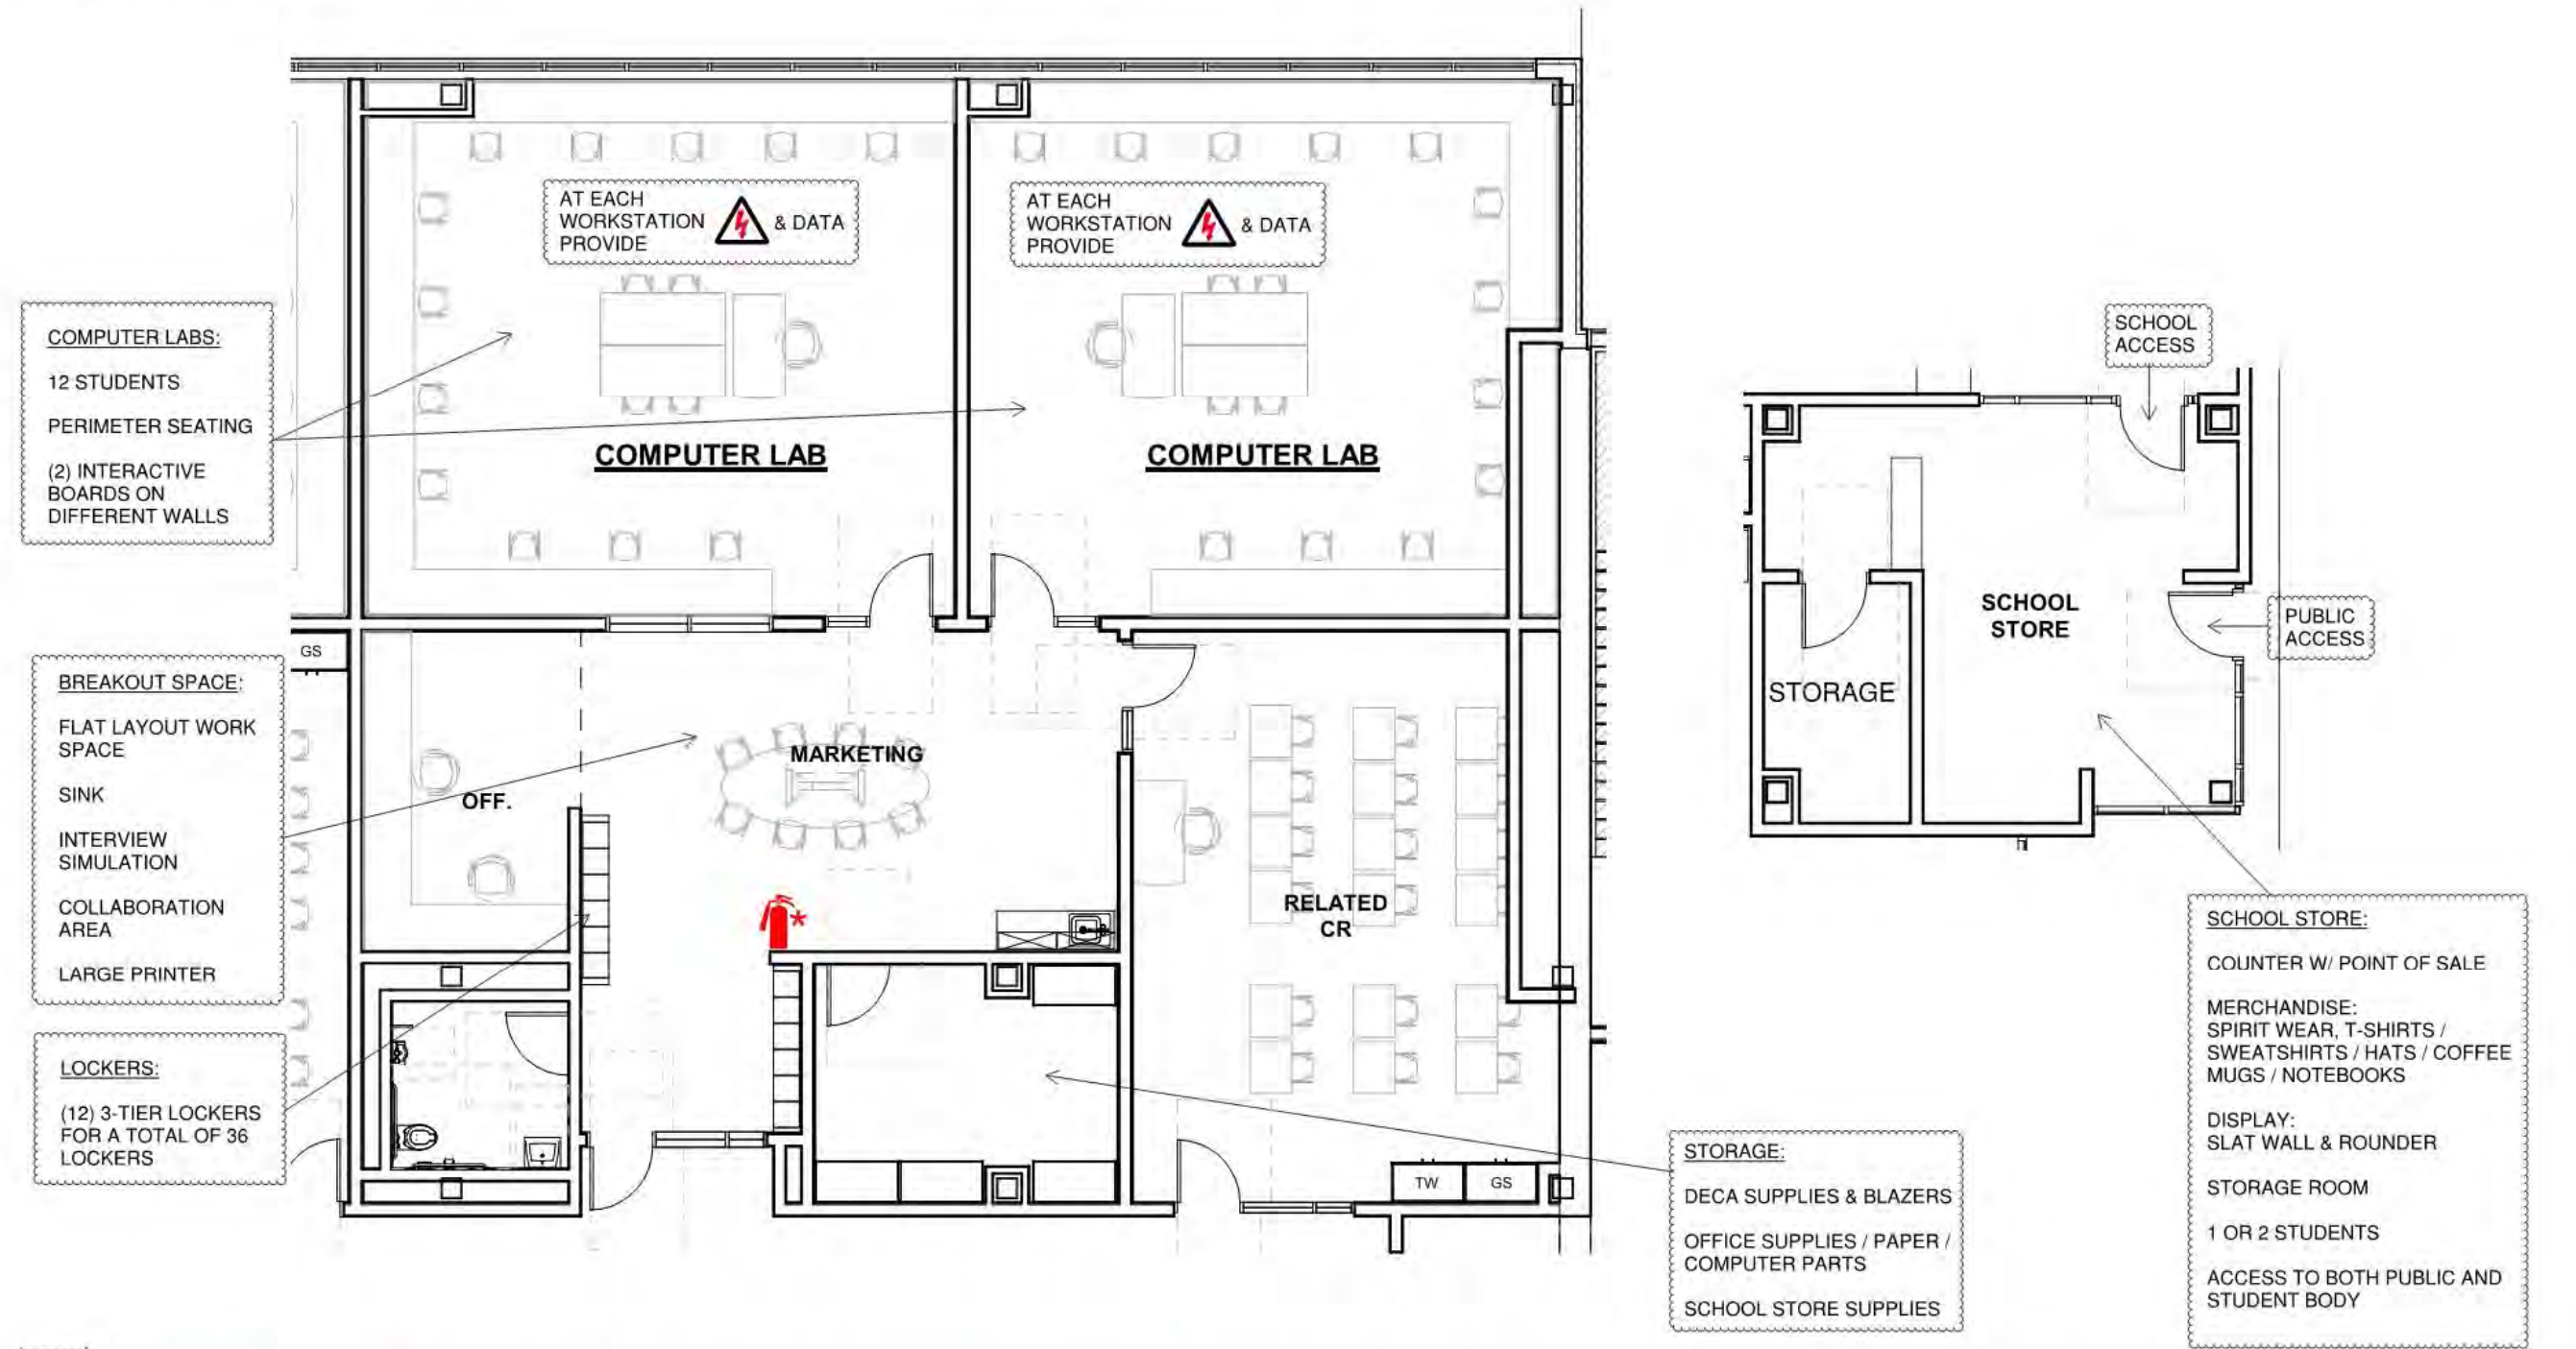 AT EACH
WORKSTATION
PROVIDE
& DATA
AT EACH
WORKSTATION
PROVIDE
& DATA
COMPUTER LABS:
12 STUDENTS
PERIMETER SEATING
(2) INTERACTIVE
BOARDS ON
DIFFERENT WALLS
COMPUTER LAB
COMPUTER LAB
SCHOOL
ACCESS
SCHOOL
STORE
PUBLIC
ACCESS
STORAGE
GS
BREAKOUT SPACE:
FLAT LAYOUT WORK
SPACE
SINK
INTERVIEW
SIMULATION
COLLABORATION
AREA
LARGE PRINTER
MARKETING
OFF.
*
RELATED
CR
LOCKERS:
(12) 3-TIER LOCKERS
FOR A TOTAL OF 36
LOCKERS
TW
GS
STORAGE:
DECA SUPPLIES & BLAZERS
OFFICE SUPPLIES / PAPER /
COMPUTER PARTS
SCHOOL STORE SUPPLIES
SCHOOL STORE:
COUNTER W/ POINT OF SALE
MERCHANDISE:
SPIRIT WEAR, T-SHIRTS /
SWEATSHIRTS / HATS / COFFEE
MUGS / NOTEBOOKS
DISPLAY:
SLAT WALL & ROUNDER
STORAGE ROOM
1 OR 2 STUDENTS
ACCESS TO BOTH PUBLIC AND
STUDENT BODY